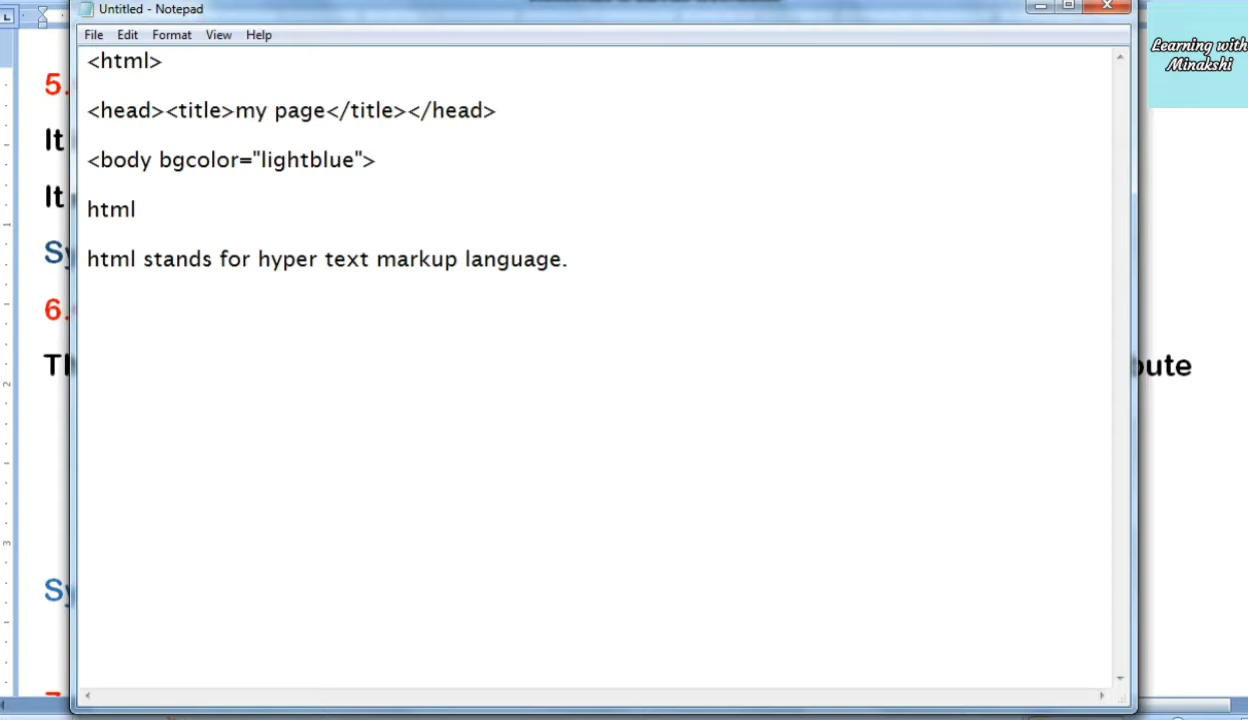 Untitled - Notepad
File Edit Format View Help
Learning with
Minakshi
<html>
5.
<head><title>my page</title></head>
It
<body bgcolor="lightblue">
It
html
html stands for hyper text markup language.
6.